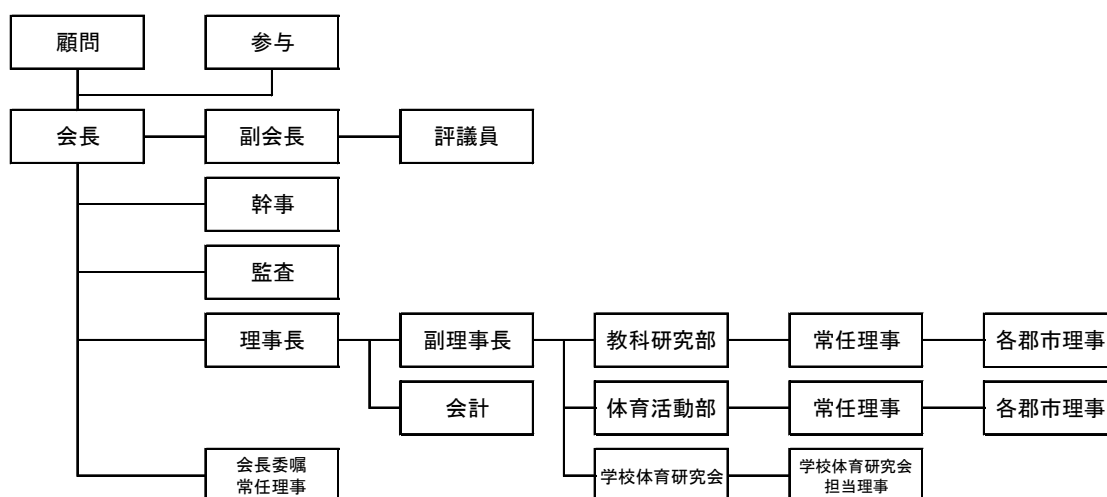 顧問
参与
会長
副会長
評議員
幹事
監査
理事長
副理事長
教科研究部
常任理事
各郡市理事
会計
体育活動部
常任理事
各郡市理事
会長委嘱
常任理事
学校体育研究会
学校体育研究会
担当理事